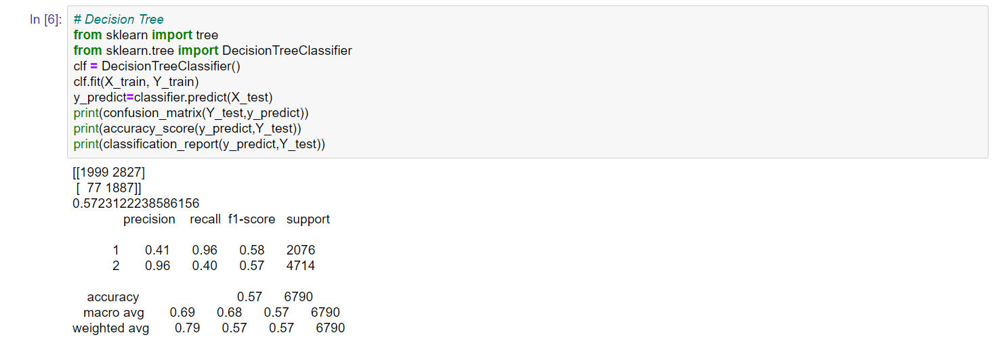 In [6]: # Decision Tree
from sklearn import tree
from sklearn.tree import DecisionTreeClassifier
clf = DecisionTreeClassifier()
clf.fit(X_train, Y_train)
y_predict=classifier.predict(X_test)
print(confusion_matrix(Y_test,y_predict))
print(accuracy_score(y_predict,Y_test))
print(classification_report(y_predict,Y_test))
[[1999 2827]
[ 77 1887]]
0.5723122238586156
precision recall f1-score support
1 0.41 0.96 0.58 2076
2 0.96 0.40 0.57 4714
accuracy 0.57 6790
macro avg 0.69 0.68 0.57 6790
weighted avg 0.79 0.57 0.57 6790